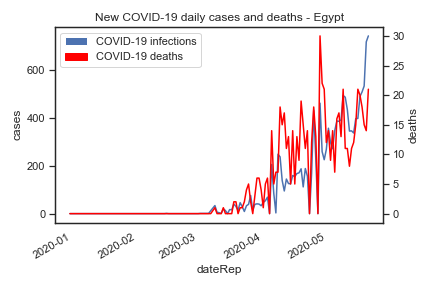 New COVID-19 daily cases and deaths - Egypt
COVID-19 infections
COVID-19 deaths
cases
600
400
200
0
deaths
30
25
20
15
10
5
0
2020-01
2020-02
2020-03
2020-04
2020-05
dateRep